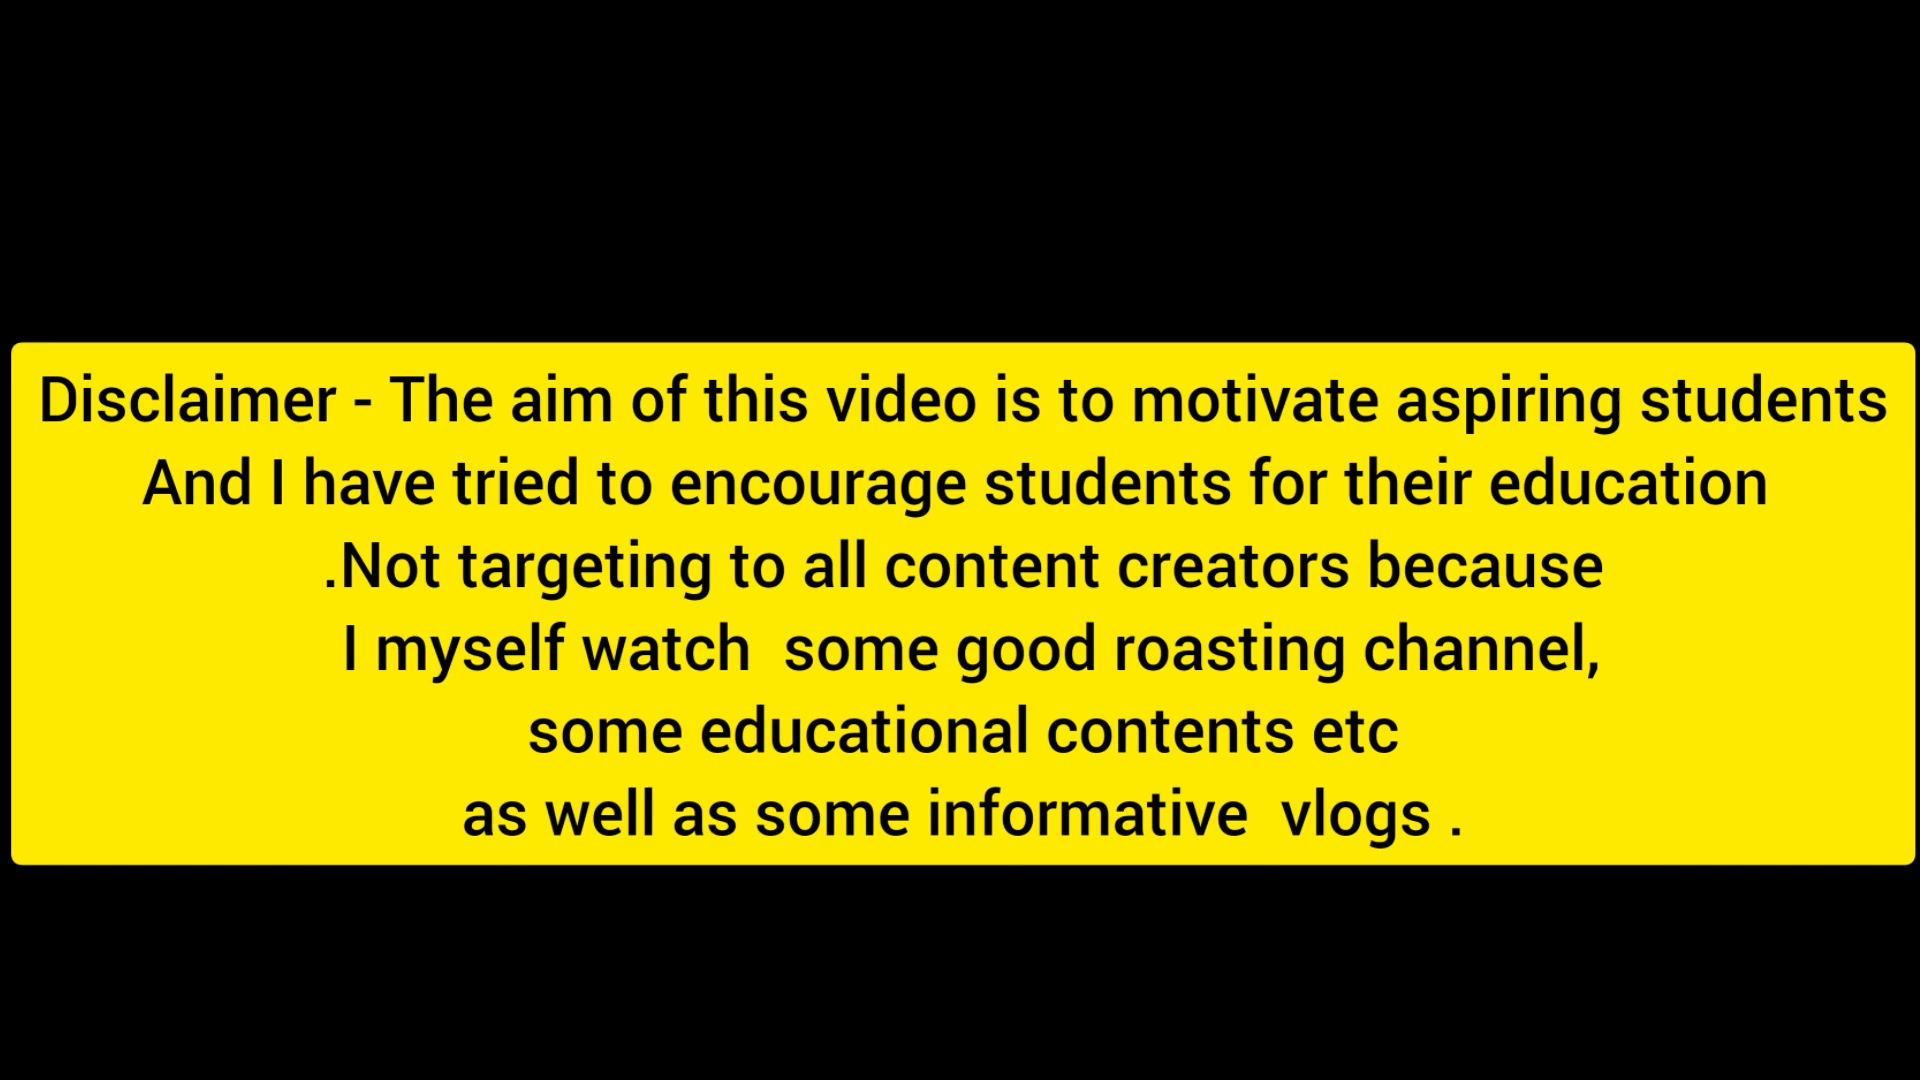 Disclaimer - The aim of this video is to motivate aspiring students
And I have tried to encourage students for their education
.Not targeting to all content creators because
I myself watch  some good roasting channel,
some educational contents etc
as well as some informative  vlogs .